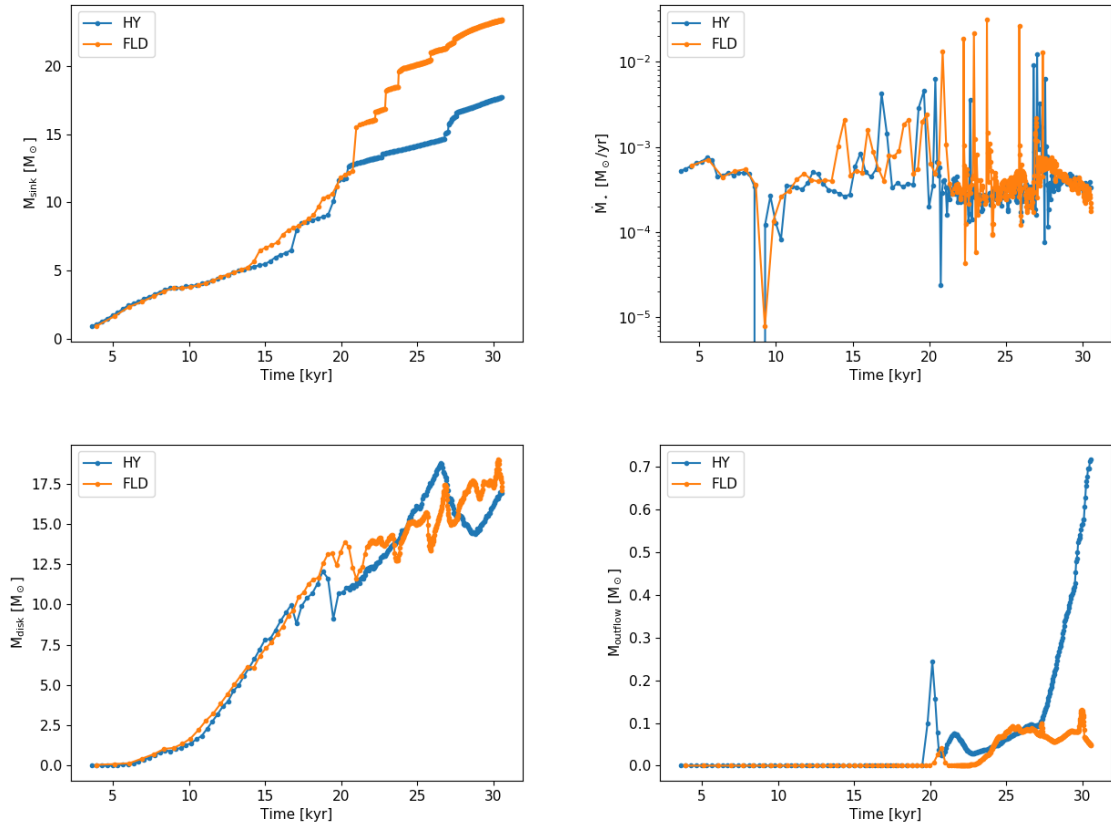 HY
FLD
M_sink [M_⊙]
20
15
10
5
0
5 10 15 20 25 30
Time [kyr]
HY
FLD
Ṁ⋆ [M_⊙/yr]
10⁻²
10⁻³
10⁻⁴
10⁻⁵
5 10 15 20 25 30
Time [kyr]
HY
FLD
M_disk [M_⊙]
17.5
15.0
12.5
10.0
7.5
5.0
2.5
0.0
5 10 15 20 25 30
Time [kyr]
HY
FLD
M_outflow [M_⊙]
0.7
0.6
0.5
0.4
0.3
0.2
0.1
0.0
5 10 15 20 25 30
Time [kyr]